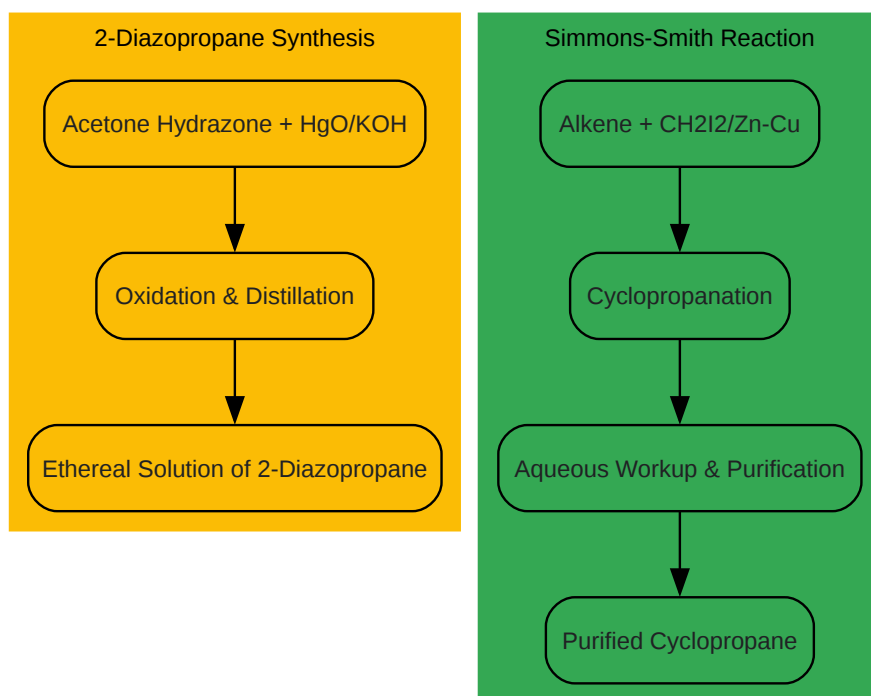 2-Diazopropane Synthesis
Acetone Hydrazone + HgO/KOH
Oxidation & Distillation
Ethereal Solution of 2-Diazopropane
Simmons-Smith Reaction
Alkene + CH2I2/Zn-Cu
Cyclopropanation
Aqueous Workup & Purification
Purified Cyclopropane